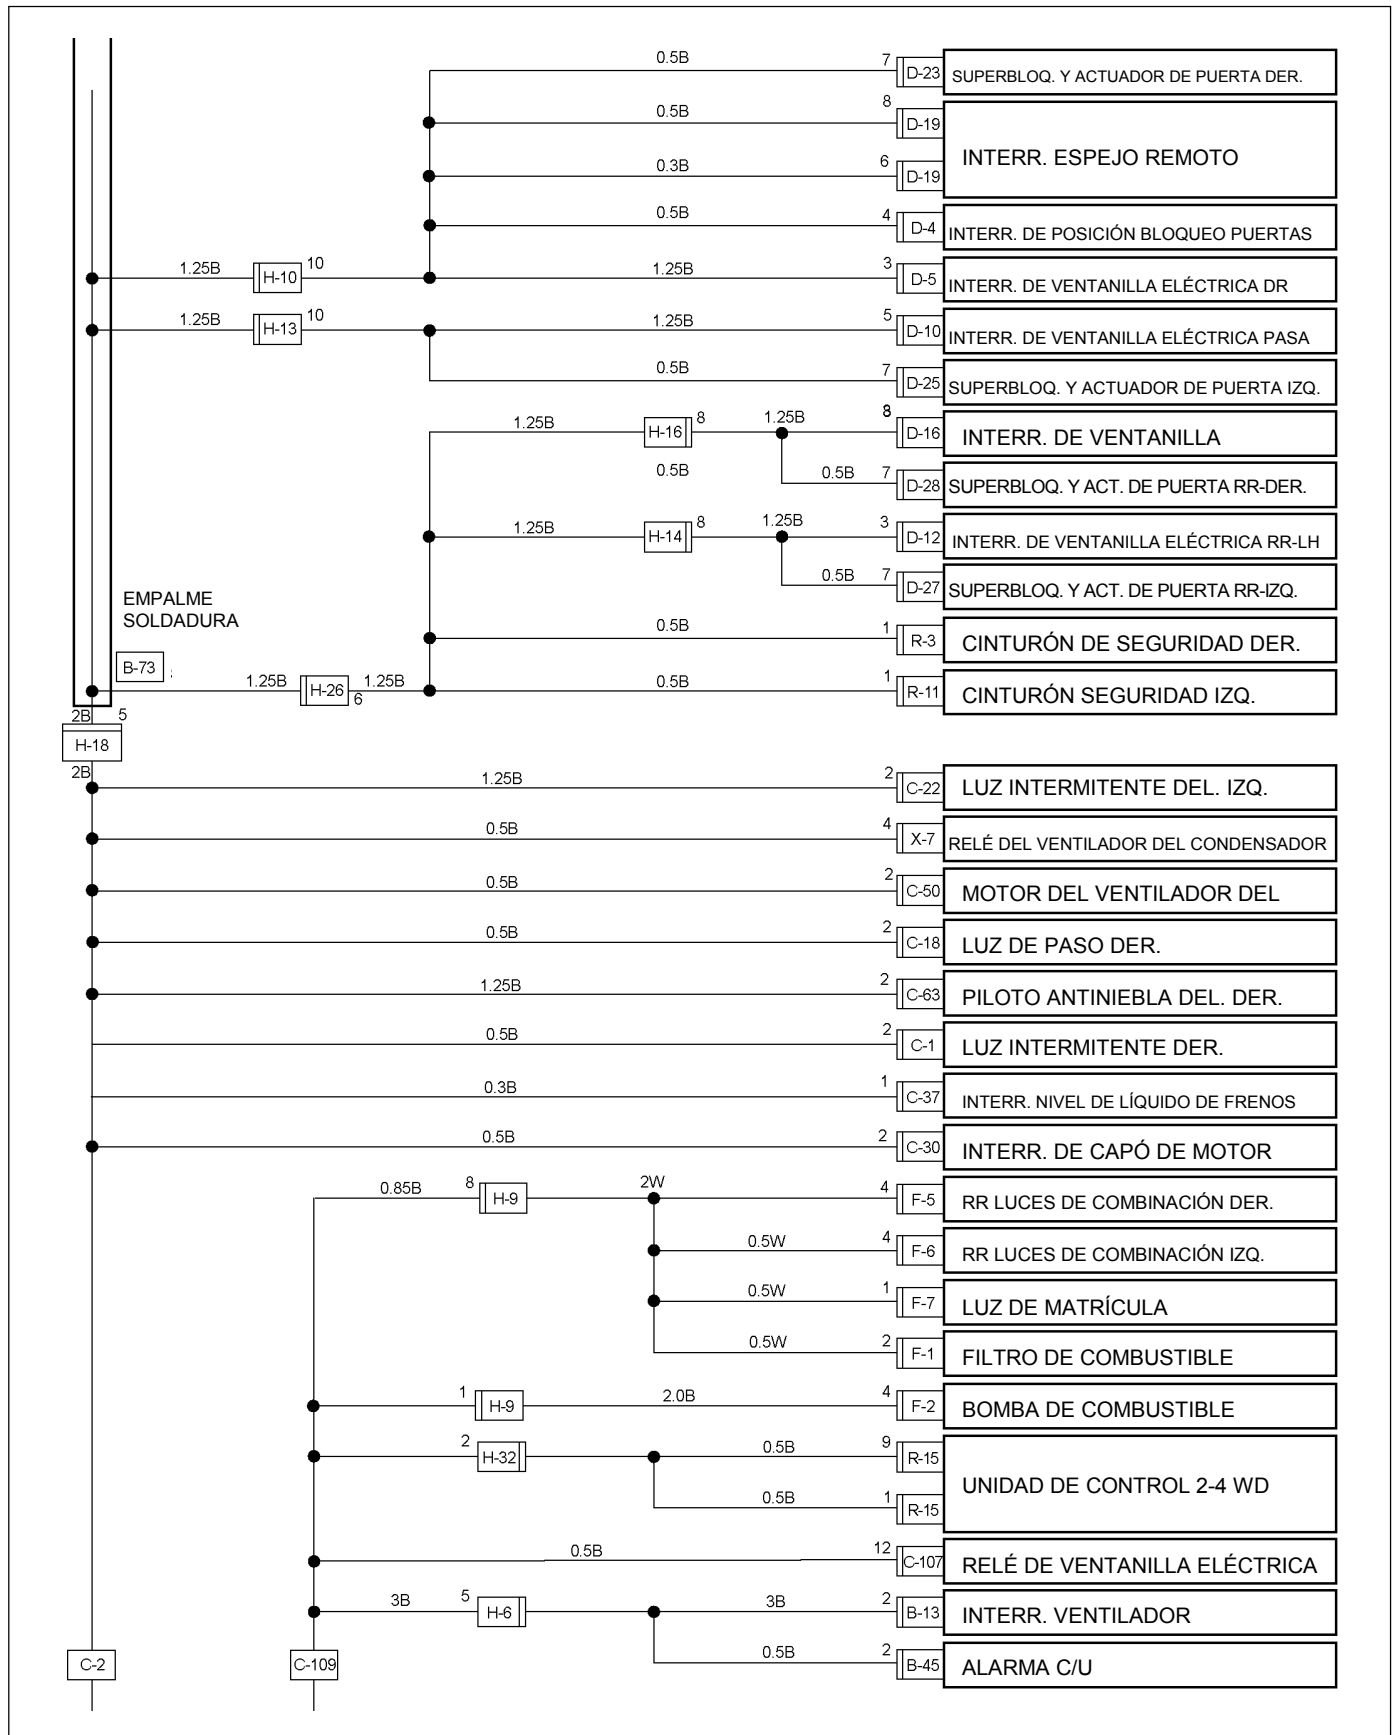 0.5B 7 D-23 SUPERBLOQ. Y ACTUADOR DE PUERTA DER.
0.5B 8 D-19
INTERR. ESPEJO REMOTO
0.3B 6 D-19
0.5B 4 D-4 INTERR. DE POSICIÓN BLOQUEO PUERTAS
1.25B H-10 10 1.25B 3 D-5 INTERR. DE VENTANILLA ELÉCTRICA DR
1.25B H-13 10 1.25B 5 D-10 INTERR. DE VENTANILLA ELÉCTRICA PASA
0.5B 7 D-25 SUPERBLOQ. Y ACTUADOR DE PUERTA IZQ.
1.25B H-16 8 1.25B 8 D-16 INTERR. DE VENTANILLA
0.5B 0.5B 7 D-28 SUPERBLOQ. Y ACT. DE PUERTA RR-DER.
1.25B H-14 8 1.25B 3 D-12 INTERR. DE VENTANILLA ELÉCTRICA RR-LH
0.5B 7 D-27 SUPERBLOQ. Y ACT. DE PUERTA RR-IZQ.
EMPALME
SOLDADURA
0.5B 1 R-3 CINTURÓN DE SEGURIDAD DER.
B-73
1.25B H-26 6 1.25B 0.5B 1 R-11 CINTURÓN SEGURIDAD IZQ.
2B 5
H-18
2B
1.25B 2 C-22 LUZ INTERMITENTE DEL. IZQ.
0.5B 4 X-7 RELÉ DEL VENTILADOR DEL CONDENSADOR
0.5B 2 C-50 MOTOR DEL VENTILADOR DEL
0.5B 2 C-18 LUZ DE PASO DER.
1.25B 2 C-63 PILOTO ANTINIEBLA DEL. DER.
0.5B 2 C-1 LUZ INTERMITENTE DER.
0.3B 1 C-37 INTERR. NIVEL DE LÍQUIDO DE FRENOS
0.5B 2 C-30 INTERR. DE CAPÓ DE MOTOR
0.85B 8 H-9 2W 4 F-5 RR LUCES DE COMBINACIÓN DER.
0.5W 4 F-6 RR LUCES DE COMBINACIÓN IZQ.
0.5W 1 F-7 LUZ DE MATRÍCULA
0.5W 2 F-1 FILTRO DE COMBUSTIBLE
1 H-9 2.0B 4 F-2 BOMBA DE COMBUSTIBLE
2 H-32 0.5B 9 R-15
UNIDAD DE CONTROL 2-4 WD
0.5B 1 R-15
0.5B 12 C-107 RELÉ DE VENTANILLA ELÉCTRICA
3B 5 H-6 3B 2 B-13 INTERR. VENTILADOR
0.5B 2 B-45 ALARMA C/U
C-2 C-109